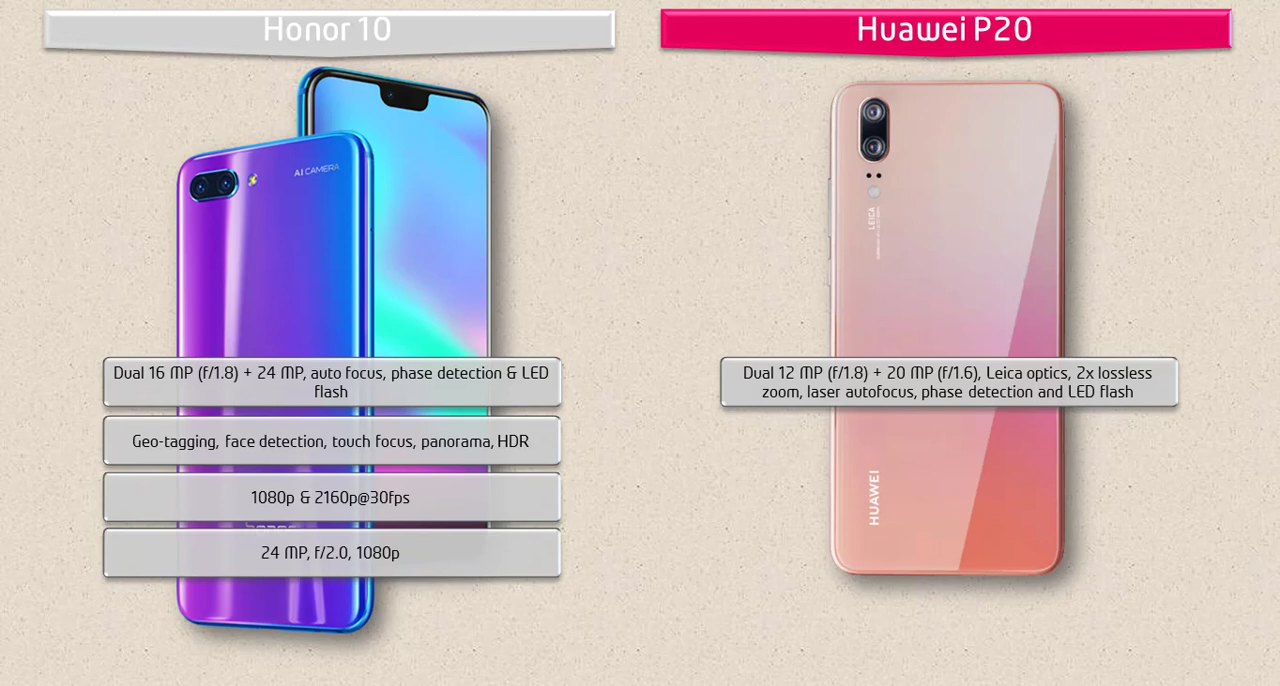 Honor 10
Huawei P20
AI CAMERA
LEICA
Dual 16 MP (f/1.8) + 24 MP, auto focus, phase detection & LED
flash
Dual 12 MP (f/1.8) + 20 MP (f/1.6), Leica optics, 2x lossless
zoom, laser autofocus, phase detection and LED flash
Geo-tagging, face detection, touch focus, panorama, HDR
1080p & 2160p@30fps
HUAWEI
24 MP, f/2.0, 1080p